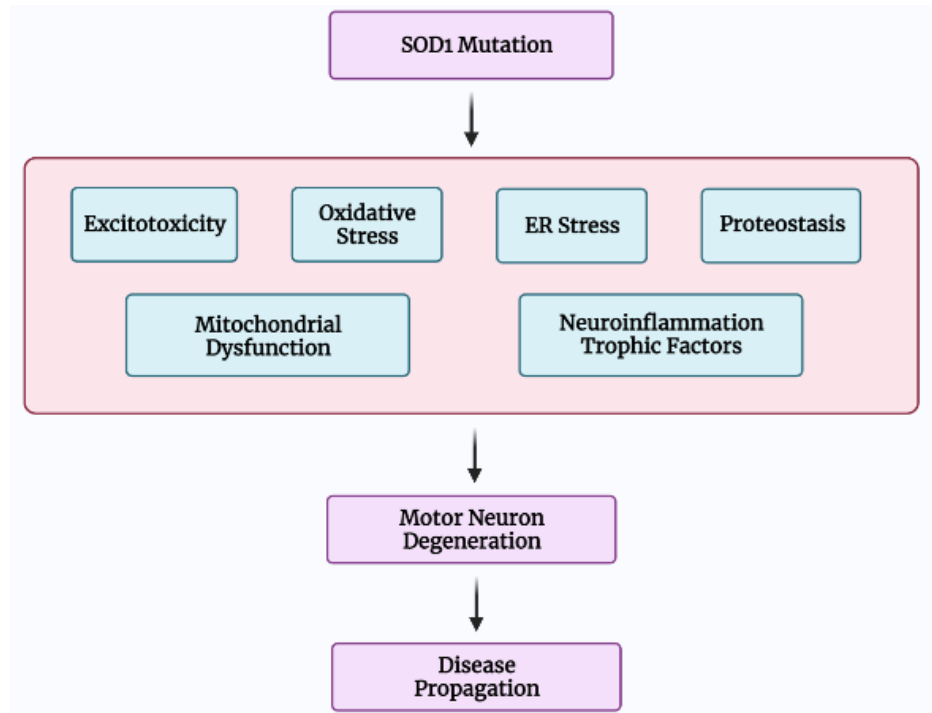 SOD1 Mutation
Excitotoxicity
Oxidative
Stress
ER Stress
Proteostasis
Mitochondrial
Dysfunction
Neuroinflammation
Trophic Factors
Motor Neuron
Degeneration
Disease
Propagation